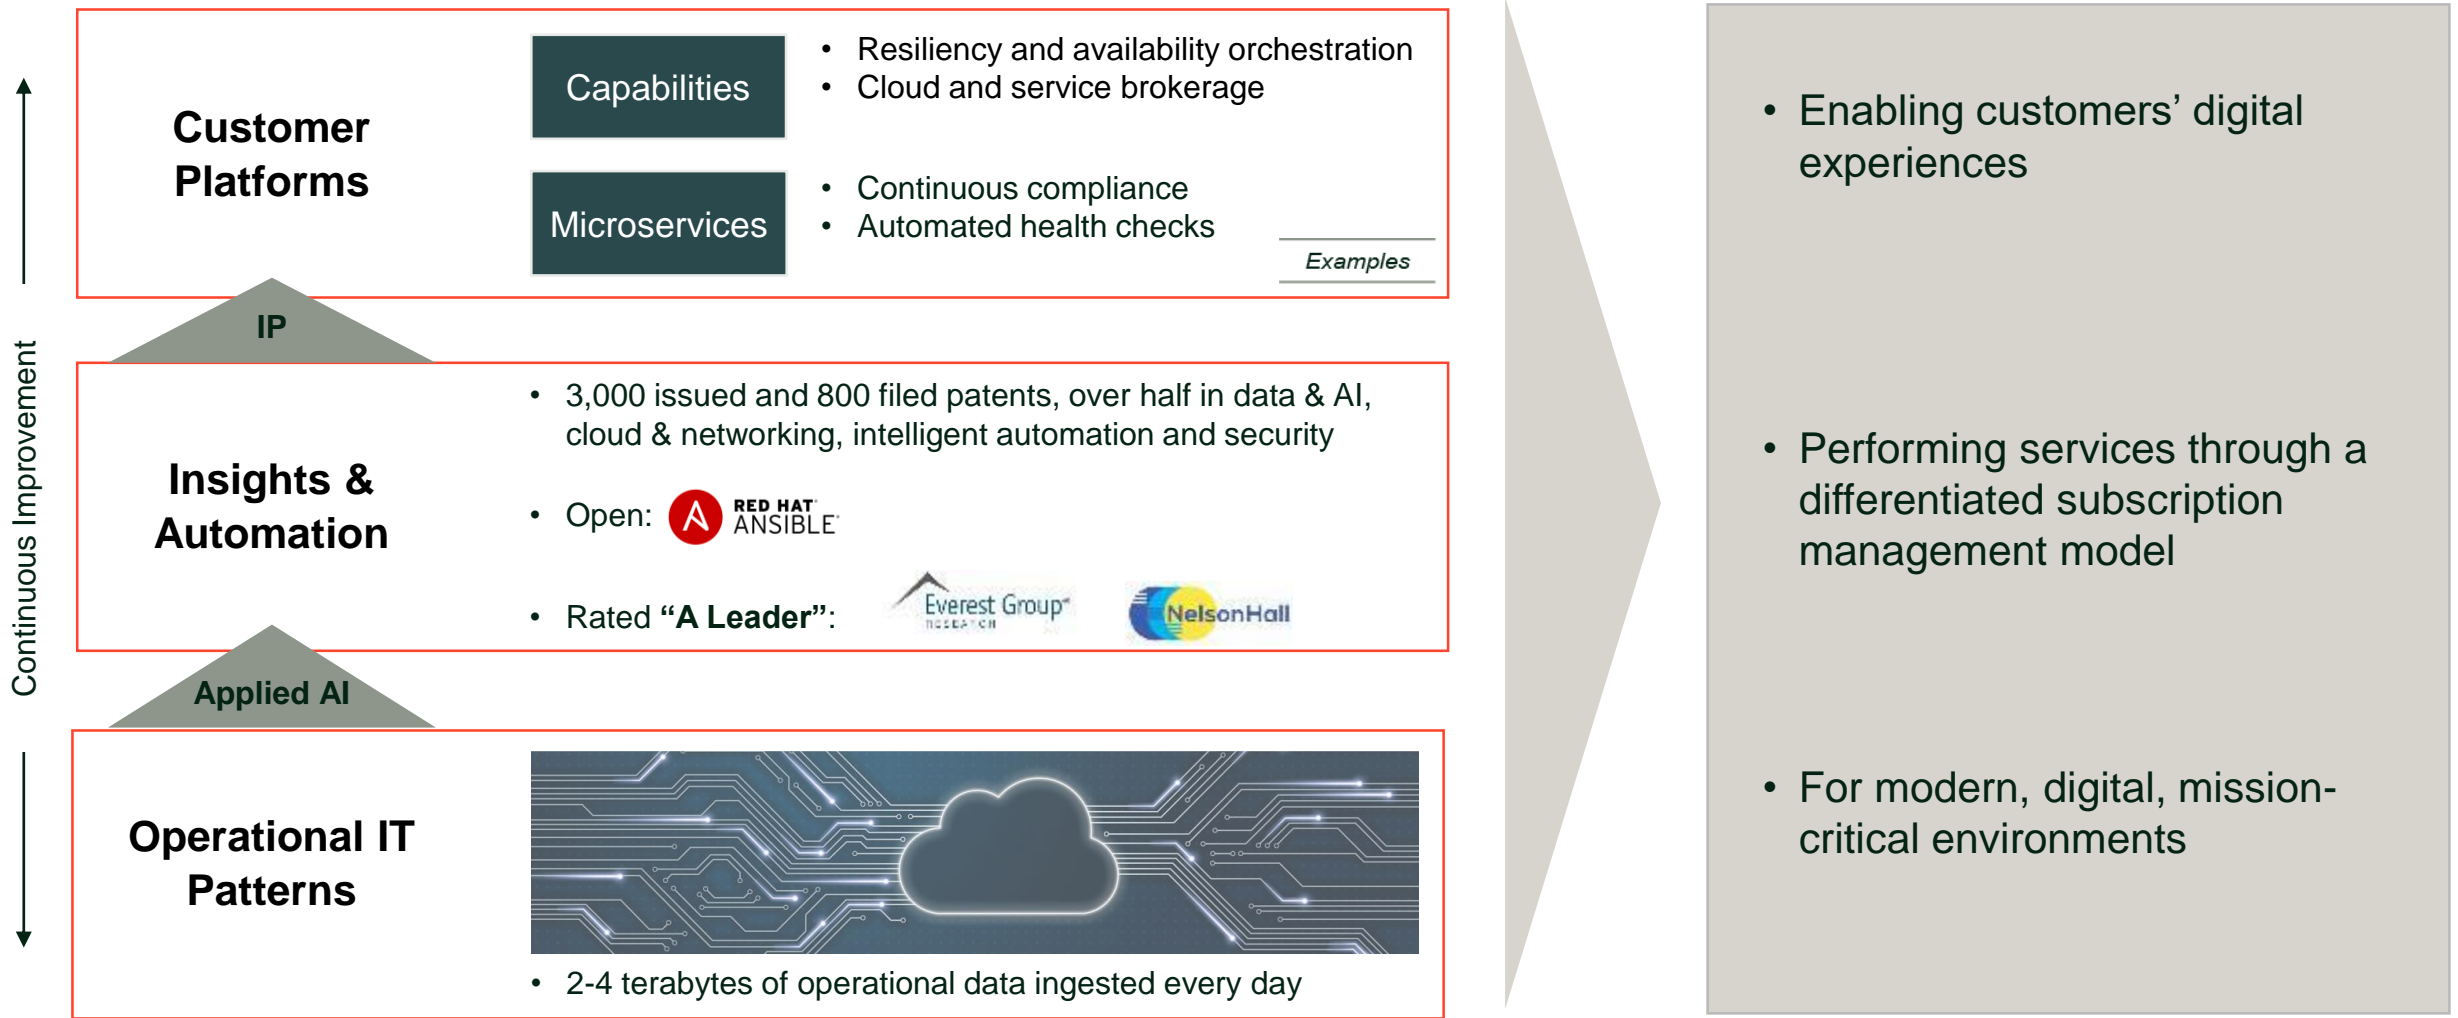 Continuous Improvement
Customer
Platforms
Capabilities
• Resiliency and availability orchestration
• Cloud and service brokerage
Microservices
• Continuous compliance
• Automated health checks
Examples
IP
Insights &
Automation
• 3,000 issued and 800 filed patents, over half in data & AI,
cloud & networking, intelligent automation and security
• Open:
RED HAT
ANSIBLE
• Rated “A Leader”:
Everest Group
RESEARCH
NelsonHall
Applied AI
Operational IT
Patterns
• 2-4 terabytes of operational data ingested every day
• Enabling customers’ digital
experiences
• Performing services through a
differentiated subscription
management model
• For modern, digital, mission-
critical environments